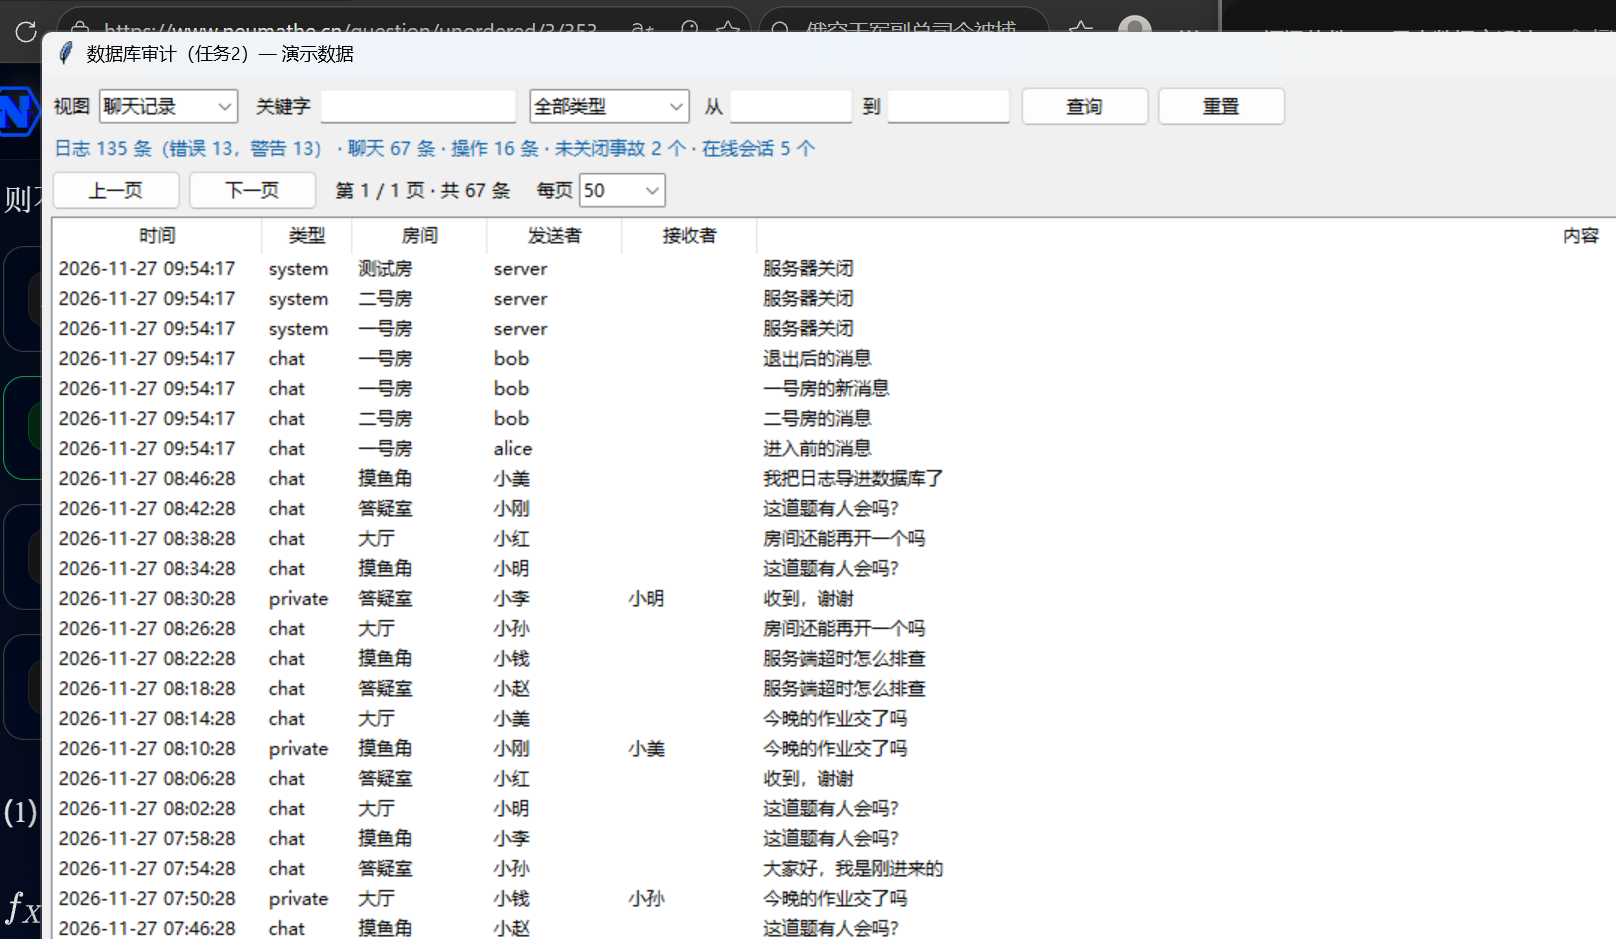 https://www.neumathe.cn/question/unordered/3/353
俄空天军副总司令被捕
数据库审计（任务2）— 演示数据
视图 聊天记录 关键字 全部类型 从 到 查询 重置
日志 135 条（错误 13，警告 13） · 聊天 67 条 · 操作 16 条 · 未关闭事故 2 个 · 在线会话 5 个
上一页 下一页 第 1 / 1 页 · 共 67 条 每页 50
时间 类型 房间 发送者 接收者 内容
2026-11-27 09:54:17 system 测试房 server 服务器关闭
2026-11-27 09:54:17 system 二号房 server 服务器关闭
2026-11-27 09:54:17 system 一号房 server 服务器关闭
2026-11-27 09:54:17 chat 一号房 bob 退出后的消息
2026-11-27 09:54:17 chat 一号房 bob 一号房的新消息
2026-11-27 09:54:17 chat 二号房 bob 二号房的消息
2026-11-27 09:54:17 chat 一号房 alice 进入前的消息
2026-11-27 08:46:28 chat 摸鱼角 小美 我把日志导进数据库了
2026-11-27 08:42:28 chat 答疑室 小刚 这道题有人会吗?
2026-11-27 08:38:28 chat 大厅 小红 房间还能再开一个吗
2026-11-27 08:34:28 chat 摸鱼角 小明 这道题有人会吗?
2026-11-27 08:30:28 private 答疑室 小李 小明 收到，谢谢
2026-11-27 08:26:28 chat 大厅 小孙 房间还能再开一个吗
2026-11-27 08:22:28 chat 摸鱼角 小钱 服务端超时怎么排查
2026-11-27 08:18:28 chat 答疑室 小赵 服务端超时怎么排查
2026-11-27 08:14:28 chat 大厅 小美 今晚的作业交了吗
2026-11-27 08:10:28 private 摸鱼角 小刚 小美 今晚的作业交了吗
2026-11-27 08:06:28 chat 答疑室 小红 收到，谢谢
2026-11-27 08:02:28 chat 大厅 小明 这道题有人会吗?
2026-11-27 07:58:28 chat 摸鱼角 小李 这道题有人会吗?
2026-11-27 07:54:28 chat 答疑室 小孙 大家好，我是刚进来的
2026-11-27 07:50:28 private 大厅 小钱 小孙 今晚的作业交了吗
2026-11-27 07:46:28 chat 摸鱼角 小赵 这道题有人会吗?
则
(1)
fX